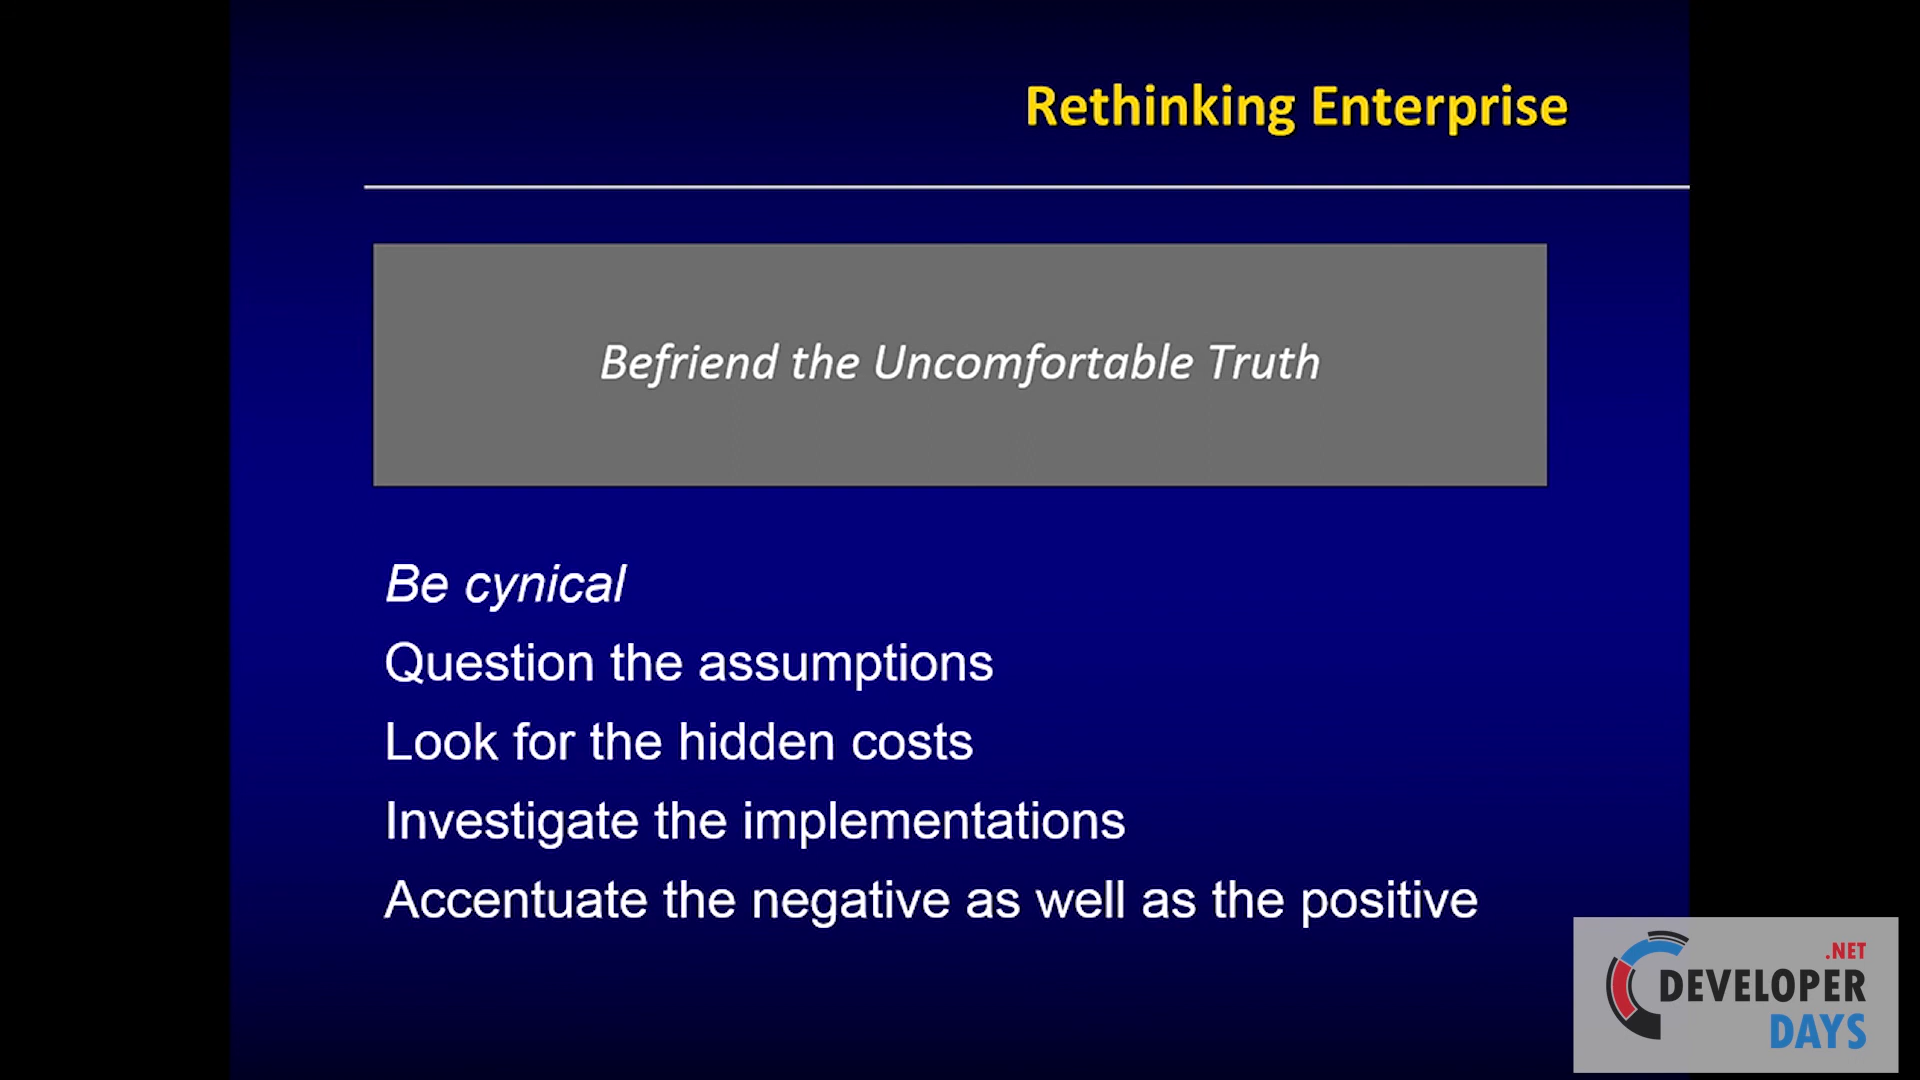 Rethinking Enterprise
Befriend the Uncomfortable Truth
Be cynical
Question the assumptions
Look for the hidden costs
Investigate the implementations
Accentuate the negative as well as the positive
.NET
DEVELOPER
DAYS